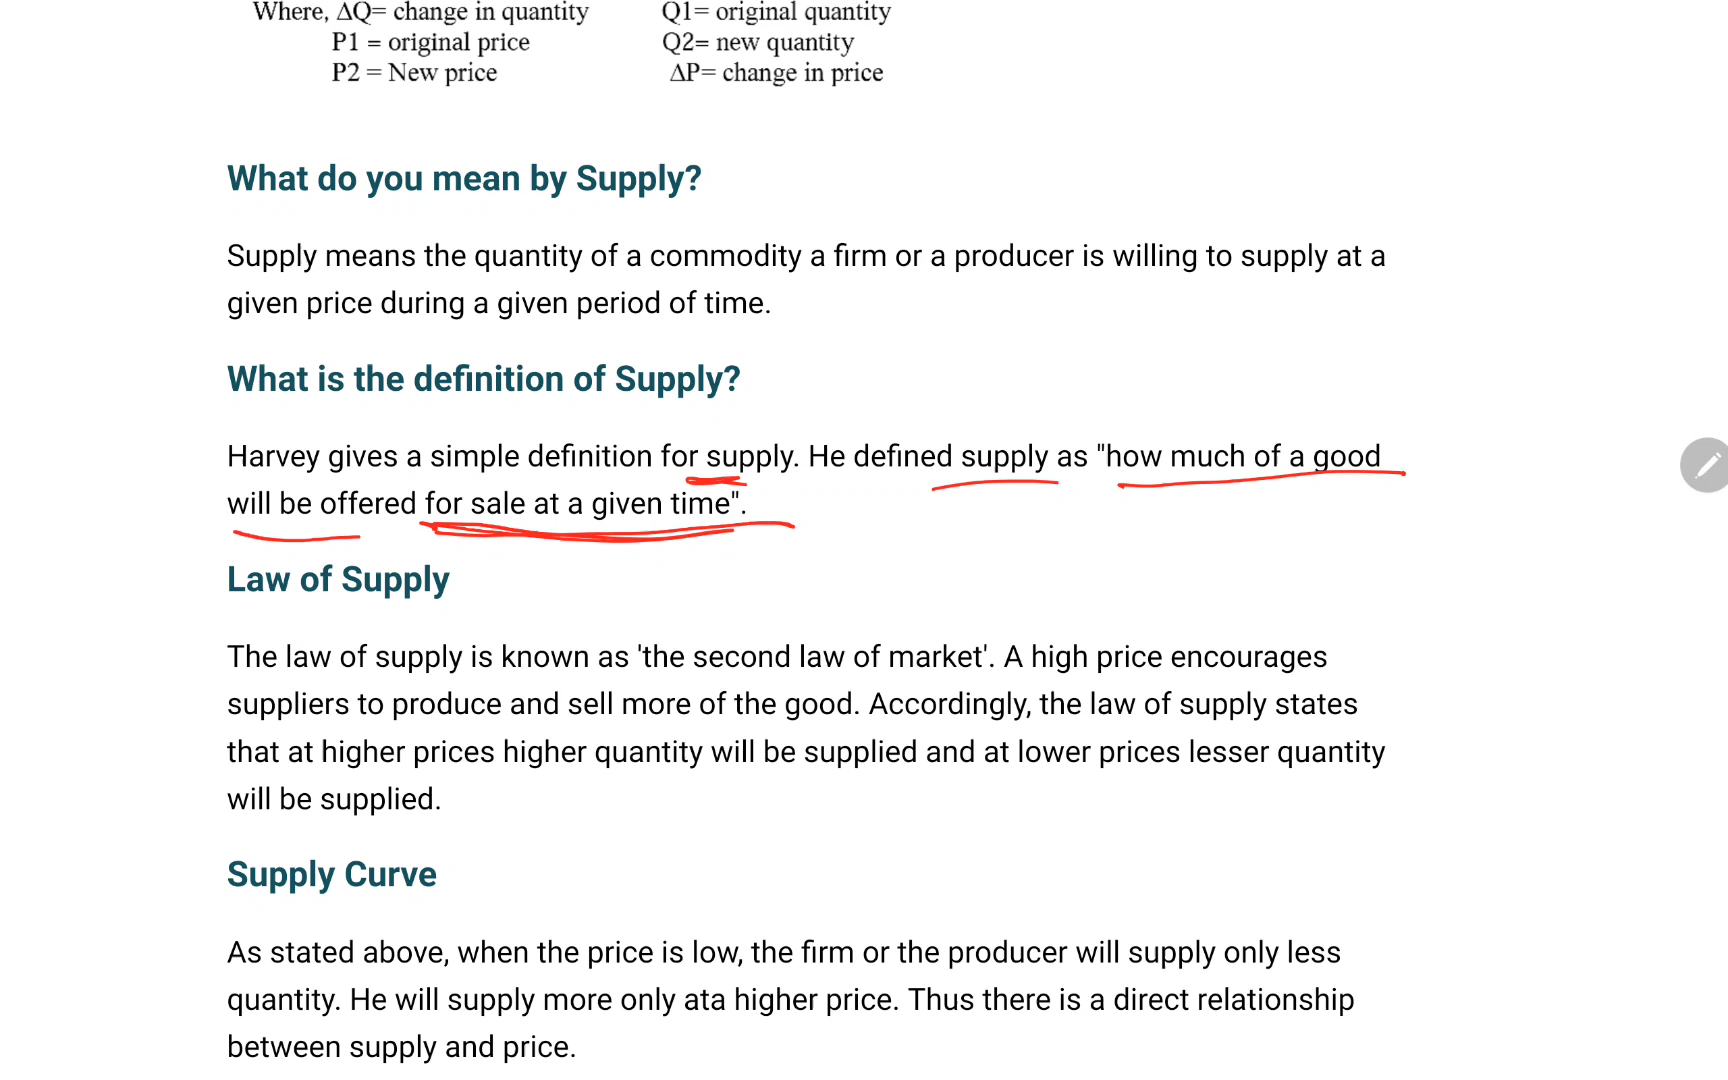 Where, ΔQ= change in quantity Q1= original quantity
P1 = original price Q2= new quantity
P2 = New price ΔP= change in price
What do you mean by Supply?
Supply means the quantity of a commodity a firm or a producer is willing to supply at a
given price during a given period of time.
What is the definition of Supply?
Harvey gives a simple definition for supply. He defined supply as "how much of a good
will be offered for sale at a given time".
Law of Supply
The law of supply is known as 'the second law of market'. A high price encourages
suppliers to produce and sell more of the good. Accordingly, the law of supply states
that at higher prices higher quantity will be supplied and at lower prices lesser quantity
will be supplied.
Supply Curve
As stated above, when the price is low, the firm or the producer will supply only less
quantity. He will supply more only ata higher price. Thus there is a direct relationship
between supply and price.